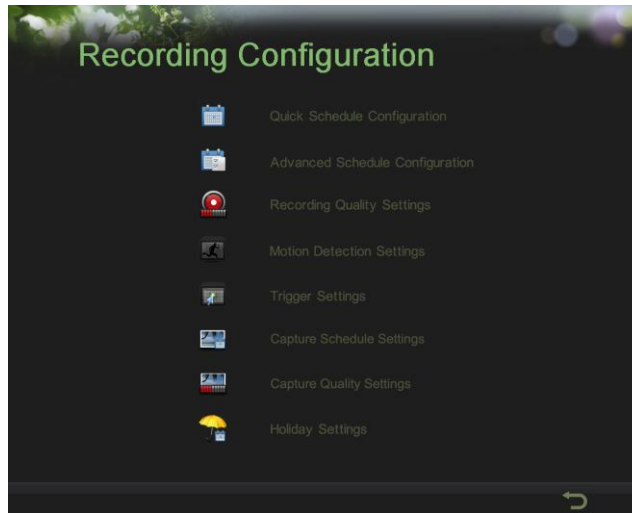 Recording Configuration
Quick Schedule Configuration
Advanced Schedule Configuration
Recording Quality Settings
Motion Detection Settings
Trigger Settings
Capture Schedule Settings
Capture Quality Settings
Holiday Settings